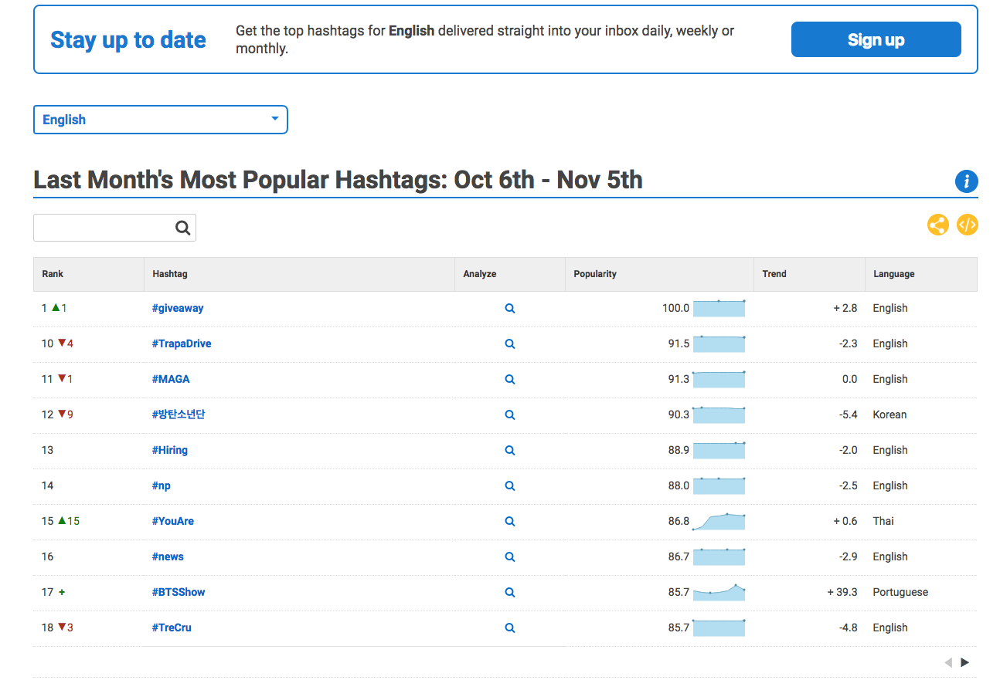 Stay up to date
Get the top hashtags for English delivered straight into your inbox daily, weekly or
monthly.
Sign up
English
Last Month's Most Popular Hashtags: Oct 6th - Nov 5th
i
Rank Hashtag Analyze Popularity Trend Language
1 ▲1 #giveaway 100.0 + 2.8 English
10 ▼4 #TrapaDrive 91.5 -2.3 English
11 ▼1 #MAGA 91.3 0.0 English
12 ▼9 #방탄소년단 90.3 -5.4 Korean
13 #Hiring 88.9 -2.0 English
14 #np 88.0 -2.5 English
15 ▲15 #YouAre 86.8 + 0.6 Thai
16 #news 86.7 -2.9 English
17 + #BTSShow 85.7 + 39.3 Portuguese
18 ▼3 #TreCru 85.7 -4.8 English